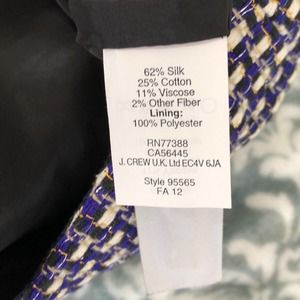 62% Silk
25% Cotton
11% Viscose
2% Other Fiber
Lining:
100% Polyester
RN77388
CA56445
J. CREW U.K. Ltd EC4V 6JA
Style 95565
FA 12